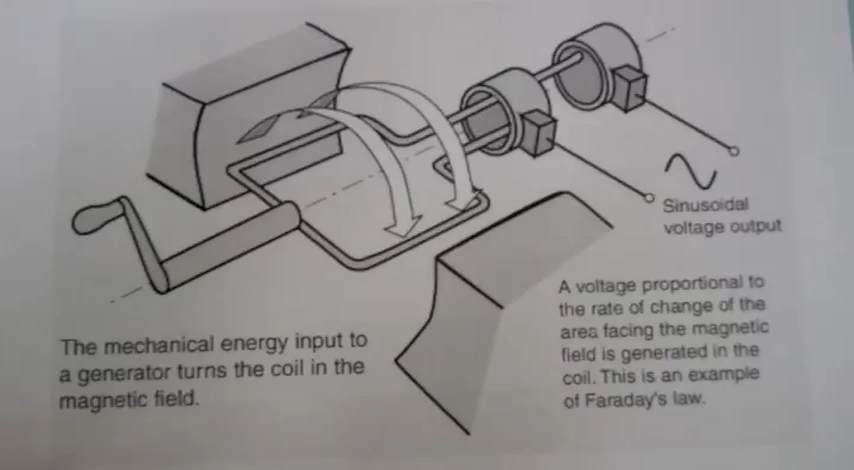 Sinusoidal
voltage output
A voltage proportional to
the rate of change of the
area facing the magnetic
field is generated in the
coil. This is an example
of Faraday's law.
The mechanical energy input to
a generator turns the coil in the
magnetic field.